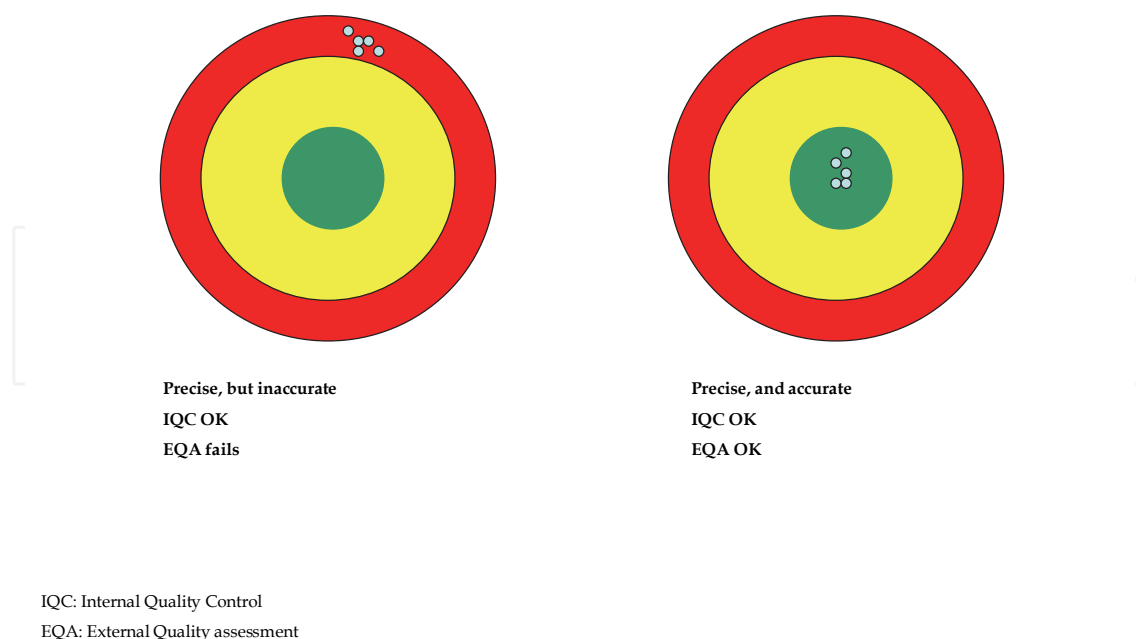 Precise, but inaccurate
IQC OK
EQA fails
Precise, and accurate
IQC OK
EQA OK
IQC: Internal Quality Control
EQA: External Quality assessment